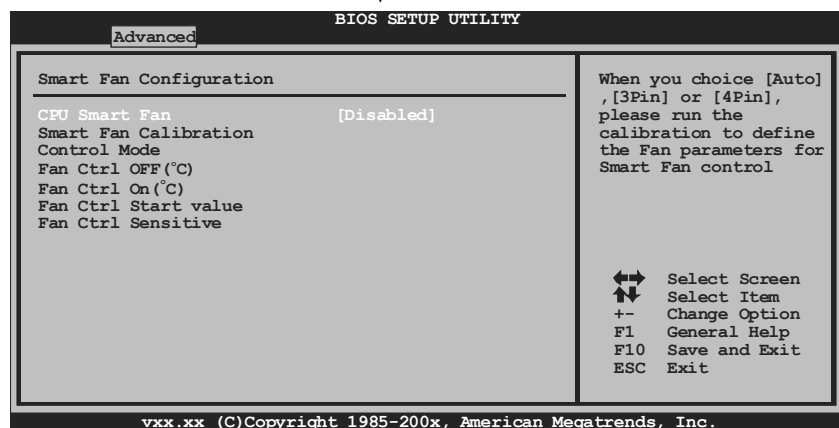 BIOS SETUP UTILITY
Advanced
Smart Fan Configuration
CPU Smart Fan [Disabled]
Smart Fan Calibration
Control Mode
Fan Ctrl OFF(°C)
Fan Ctrl On(°C)
Fan Ctrl Start value
Fan Ctrl Sensitive
When you choice [Auto]
,[3Pin] or [4Pin],
please run the
calibration to define
the Fan parameters for
Smart Fan control
Select Screen
Select Item
+- Change Option
F1 General Help
F10 Save and Exit
ESC Exit
vxx.xx (C)Copyright 1985-200x, American Megatrends, Inc.